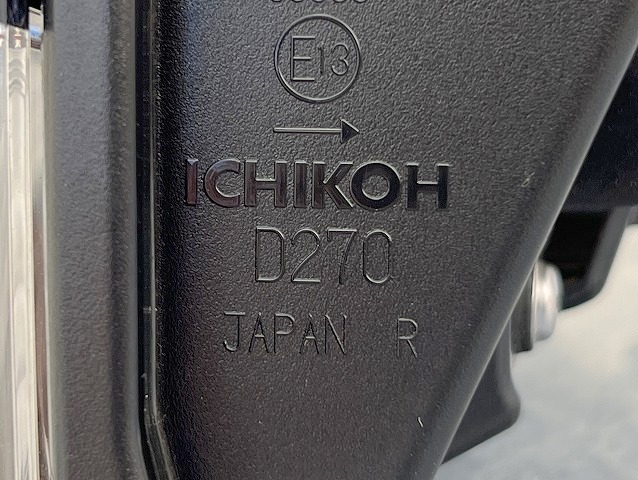 E13
ICHIKOH
D270
JAPAN R